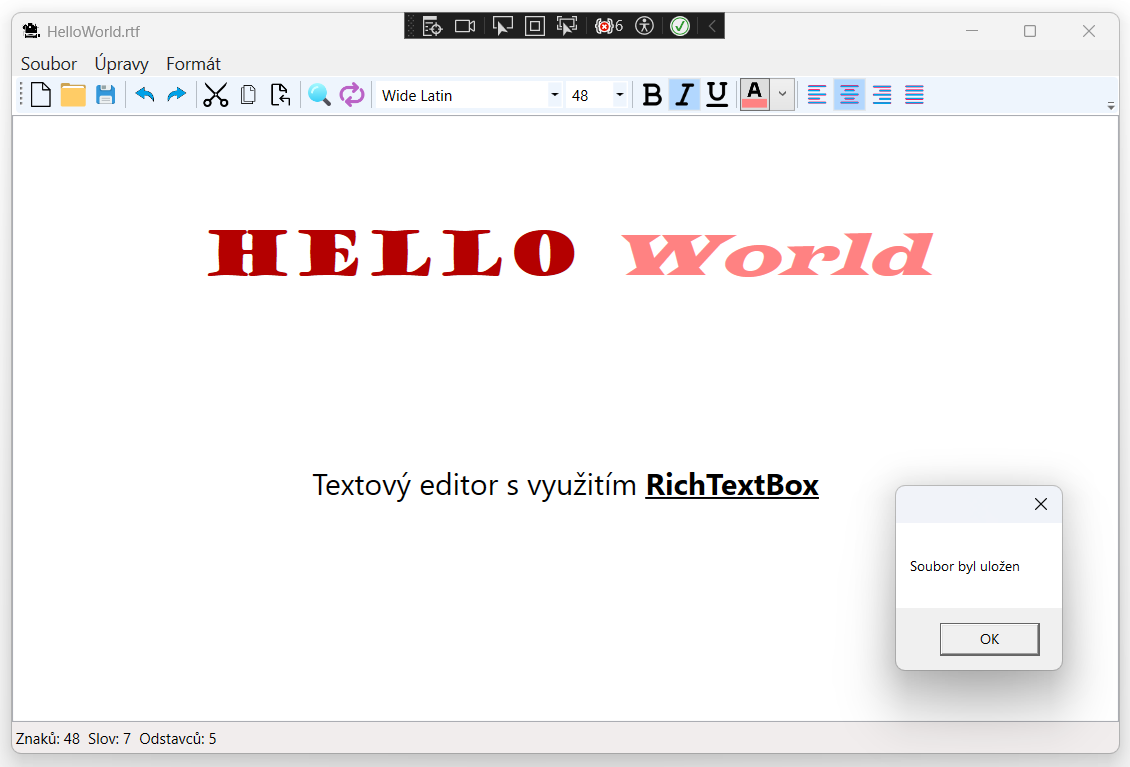 HelloWorld.rtf
6
Soubor Úpravy Formát
Wide Latin 48 B I U A
HELLO World
Textový editor s využitím RichTextBox
Soubor byl uložen
OK
Znaků: 48 Slov: 7 Odstavců: 5